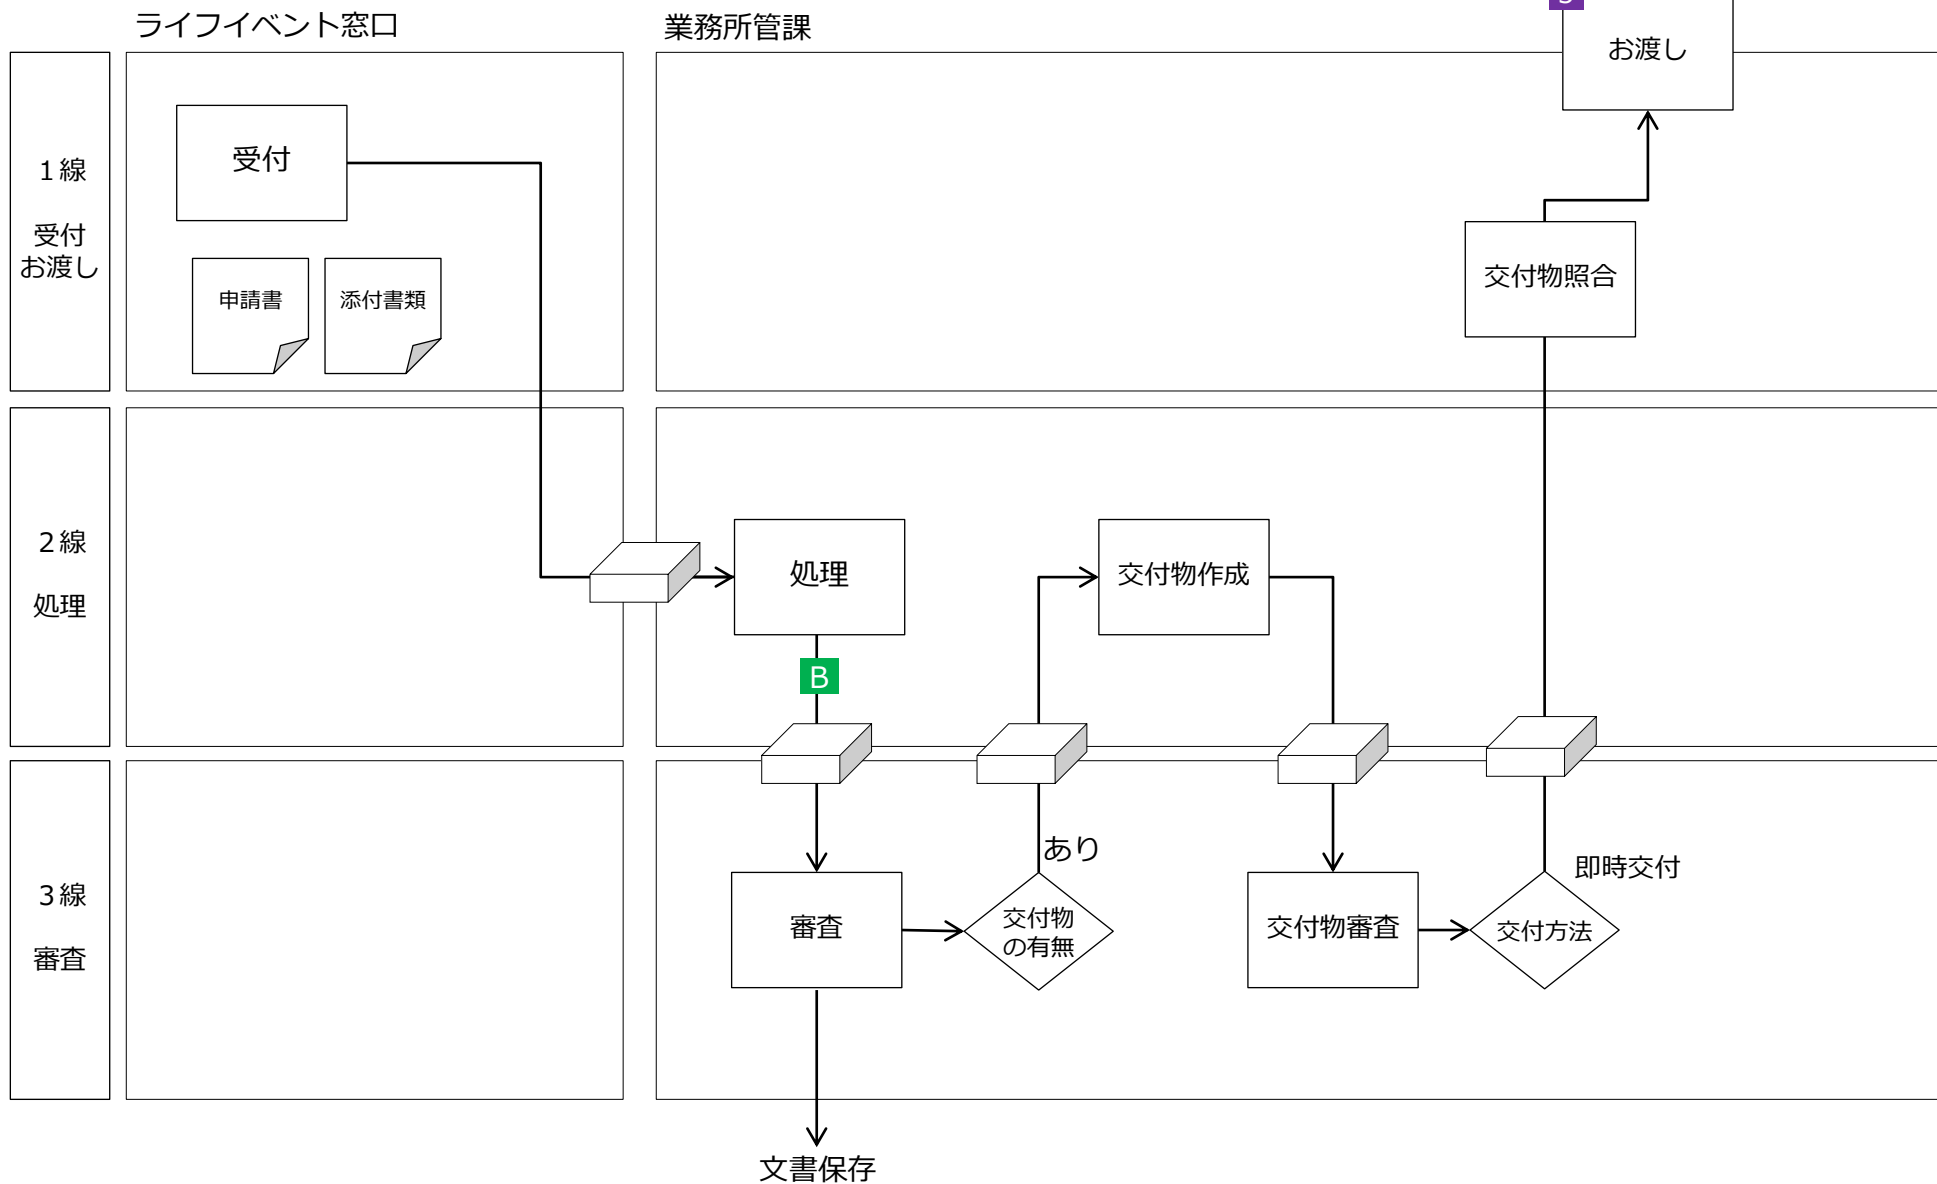 ライフイベント窓口
業務所管課
お渡し
1線
受付
お渡し
受付
申請書
添付書類
交付物照合
2線
処理
処理
交付物作成
B
あり
即時交付
3線
審査
審査
交付物
の有無
交付物審査
交付方法
文書保存